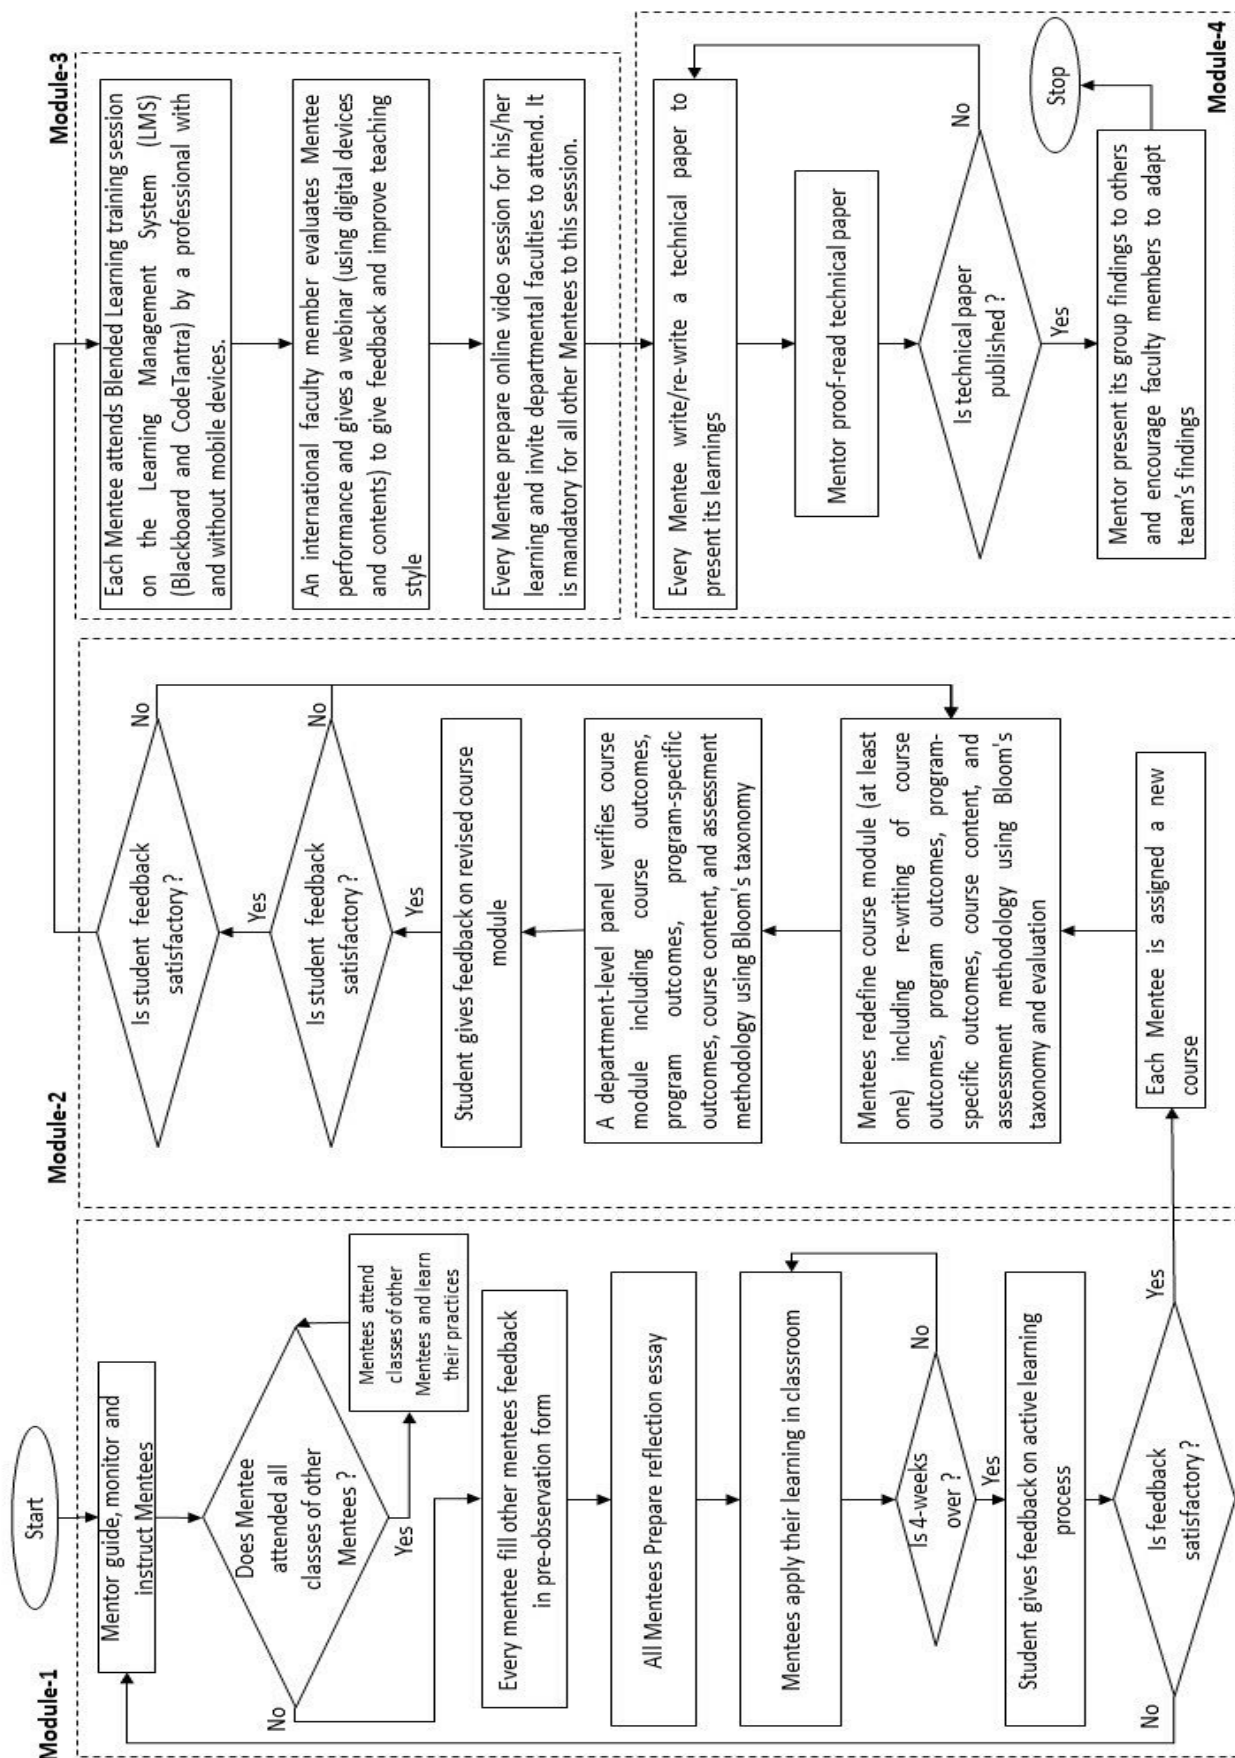 Module-1
Start
Mentor guide, monitor and
instruct Mentees
Does Mentee
attended all
classes of other
Mentees ?
No
Yes
Mentees attend
classes of other
Mentees and learn
their practices
Every mentee fill other mentees feedback
in pre-observation form
All Mentees Prepare reflection essay
Mentees apply their learning in classroom
Is 4-weeks
over ?
No
Yes
Student gives feedback on active learning
process
Is feedback
satisfactory ?
No
Yes
Module-2
Is student feedback
satisfactory ?
No
Yes
Is student feedback
satisfactory ?
No
Yes
Student gives feedback on revised course
module
A department-level panel verifies course
module including course outcomes,
program outcomes, program-specific
outcomes, course content, and assessment
methodology using Bloom's taxonomy
Mentees redefine course module (at least
one) including re-writing of course
outcomes, program outcomes, program-
specific outcomes, course content, and
assessment methodology using Bloom's
taxonomy and evaluation
Each Mentee is assigned a new
course
Module-3
Each Mentee attends Blended Learning training session
on the Learning Management System (LMS)
(Blackboard and CodeTantra) by a professional with
and without mobile devices.
An international faculty member evaluates Mentee
performance and gives a webinar (using digital devices
and contents) to give feedback and improve teaching
style
Every Mentee prepare online video session for his/her
learning and invite departmental faculties to attend. It
is mandatory for all other Mentees to this session.
Every Mentee write/re-write a technical paper to
present its learnings
Mentor proof-read technical paper
Is technical paper
published ?
No
Yes
Mentor present its group findings to others
and encourage faculty members to adapt
team's findings
Stop
Module-4